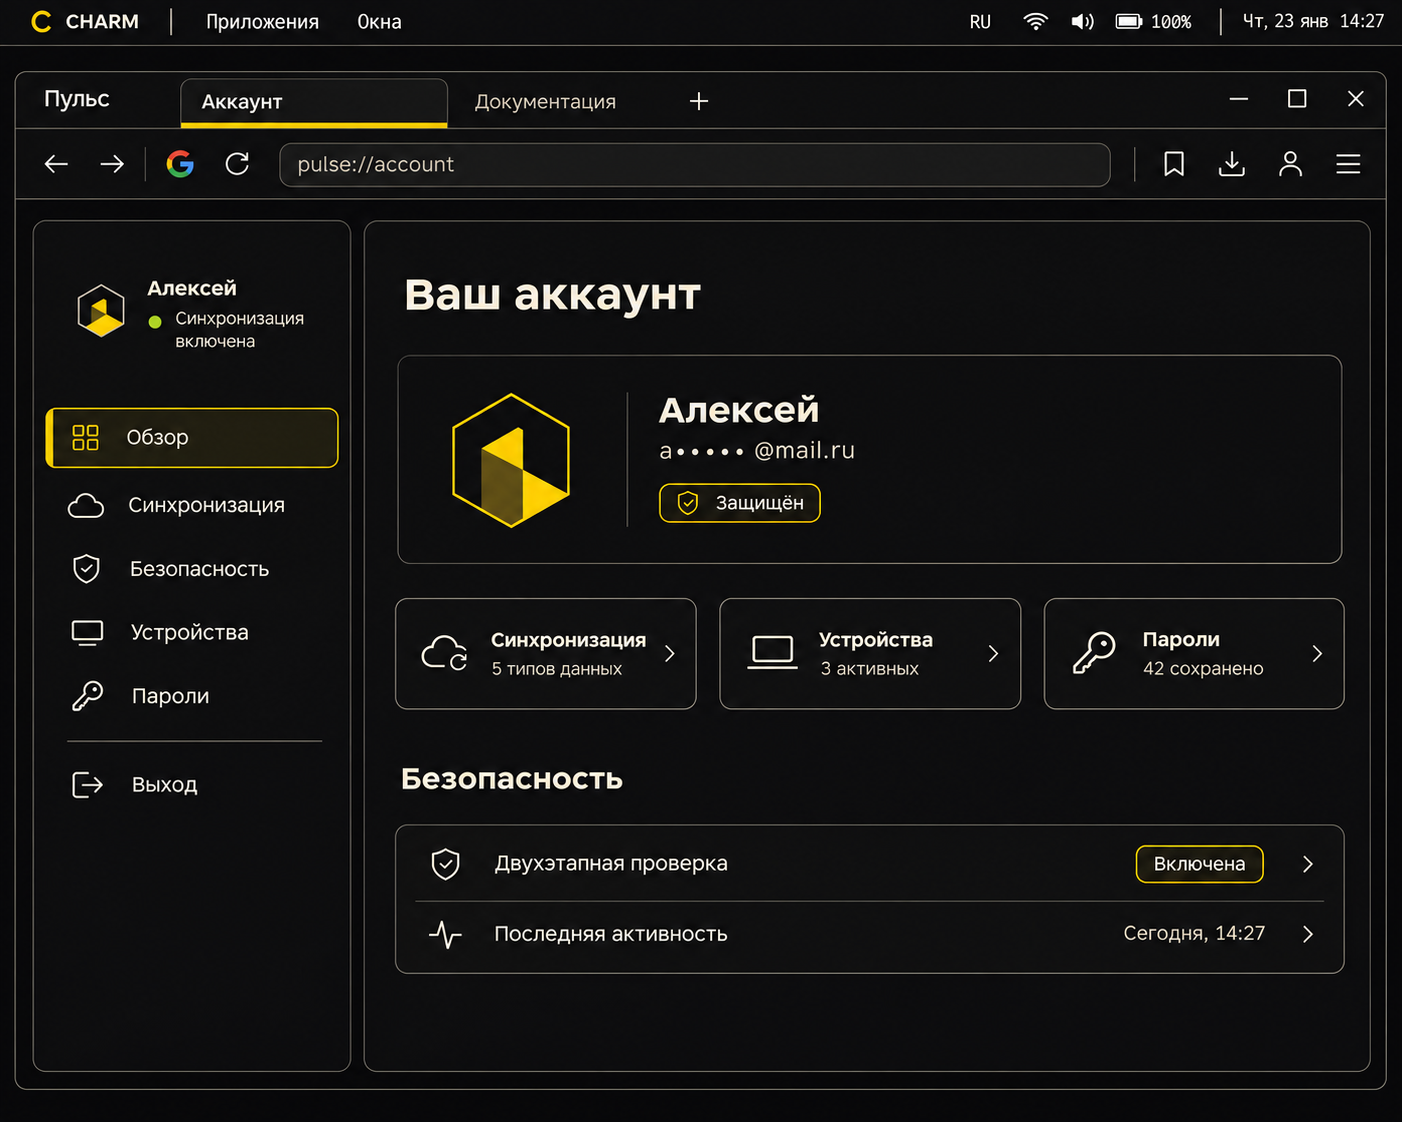 CHARM
Приложения
Окна
RU
100%
Чт, 23 янв 14:27
Пульс
Аккаунт
Документация
pulse://account
Алексей
Синхронизация
включена
Обзор
Синхронизация
Безопасность
Устройства
Пароли
Выход
Ваш аккаунт
Алексей
a••••• @mail.ru
Защищён
Синхронизация
5 типов данных
Устройства
3 активных
Пароли
42 сохранено
Безопасность
Двухэтапная проверка
Включена
Последняя активность
Сегодня, 14:27